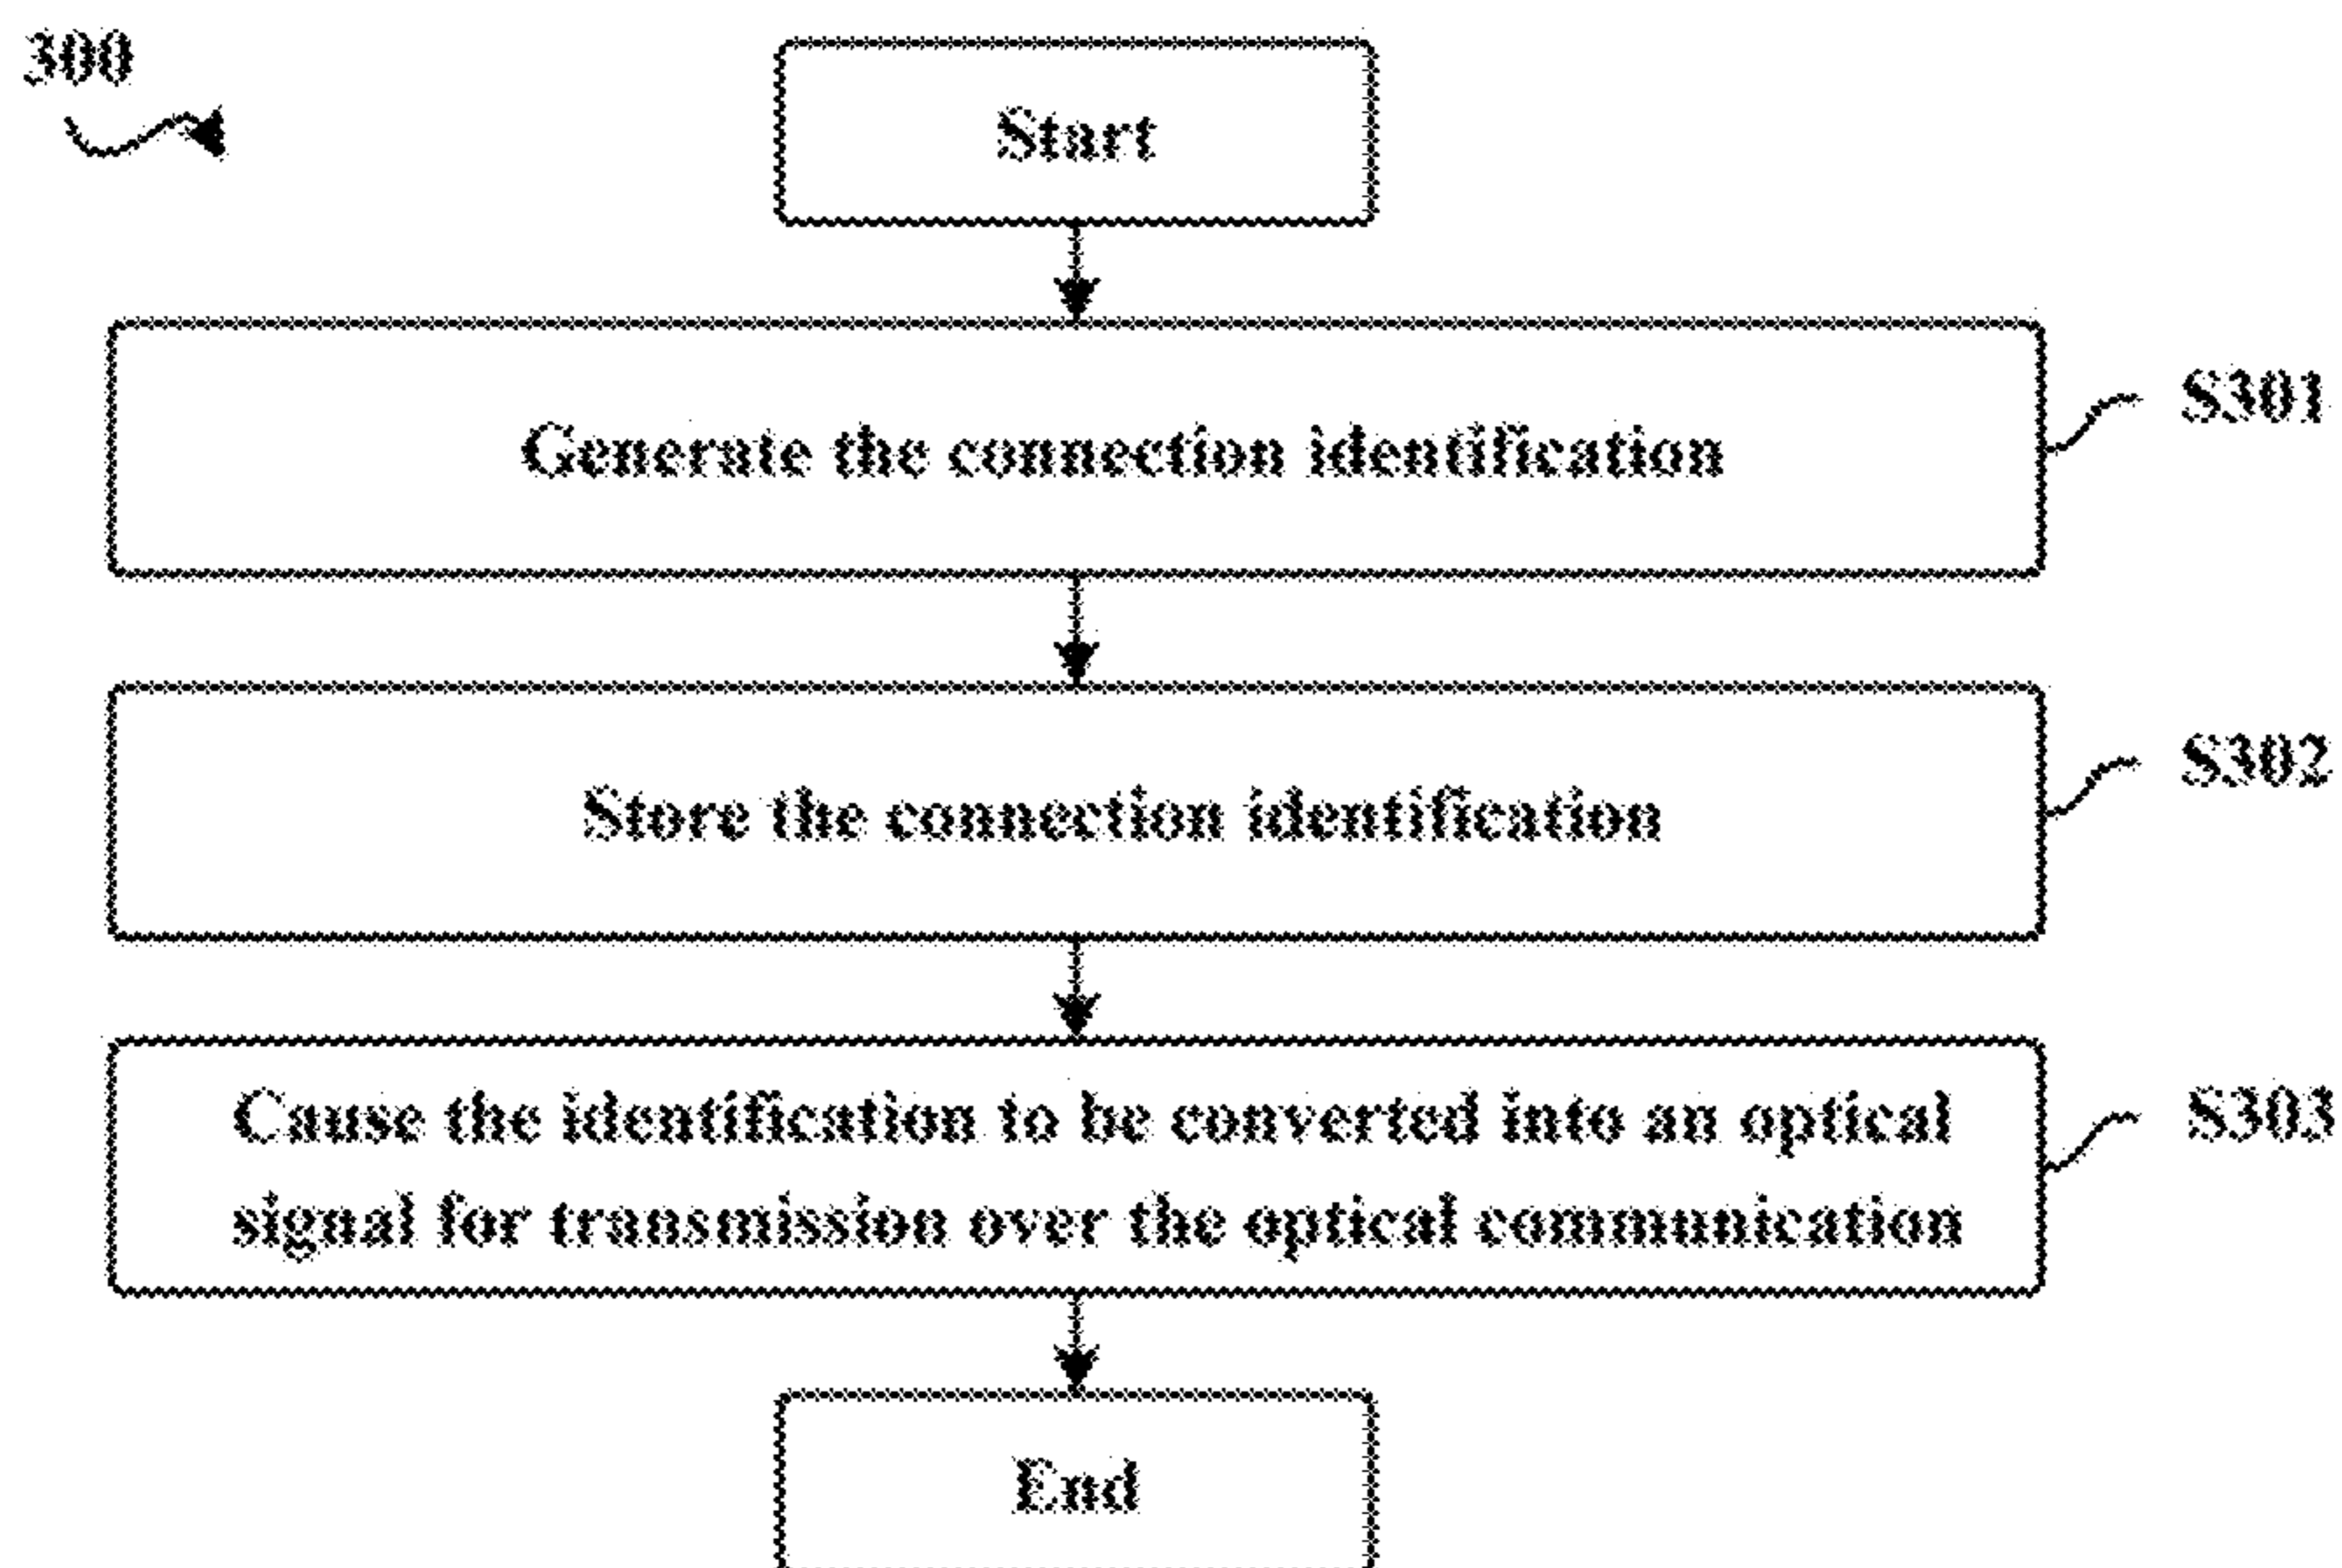 300
Start
Generate the connection identification
S301
Store the connection identification
S302
Cause the identification to be converted into an optical
signal for transmission over the optical communication
S303
End